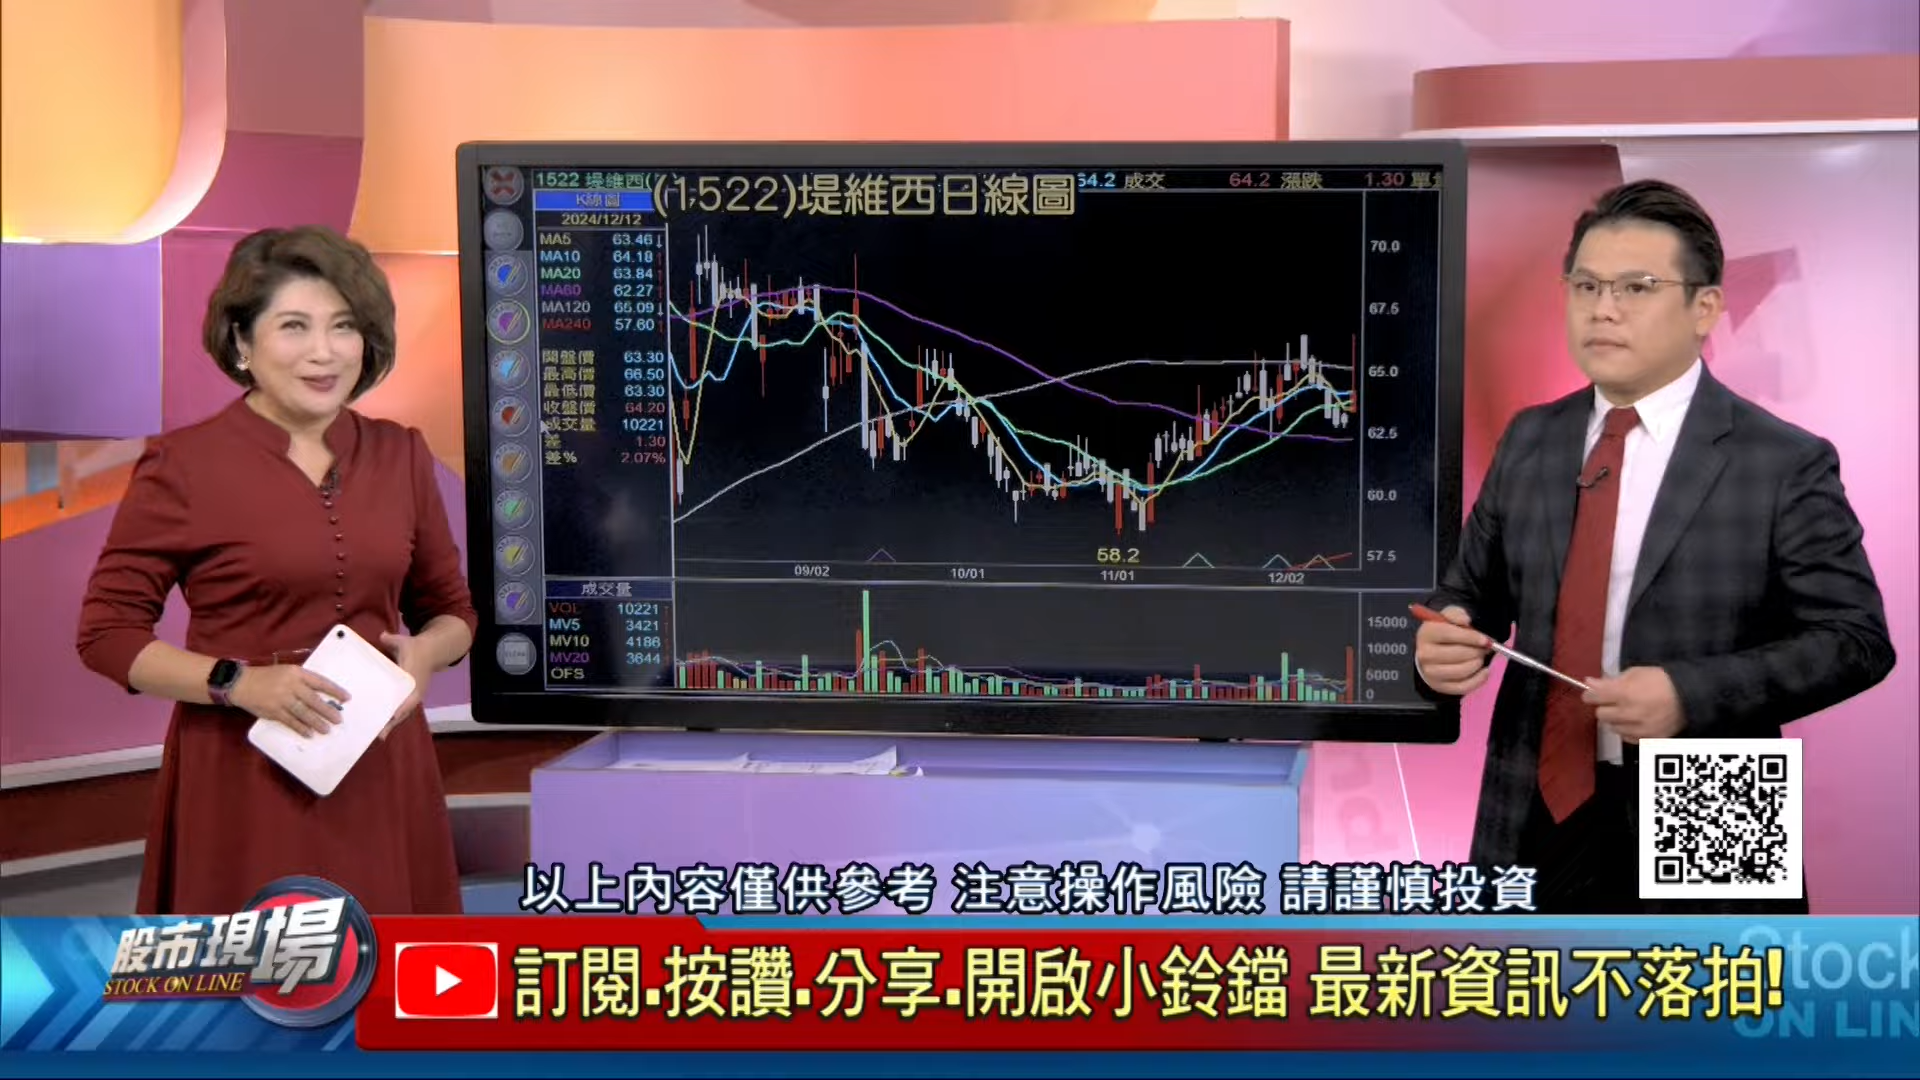 1522 堤維西(
(1522)堤維西日線圖
64.2 成交 64.2 漲跌 1.30 單量
K線圖
2024/12/12
MA5 63.46↓
MA10 64.18↑
MA20 63.84↑
MA60 62.27↑
MA120 65.09↓
MA240 57.60↑
開盤價 63.30
最高價 66.50
最低價 63.30
收盤價 64.20
成交量 10221
差 1.30
差% 2.07%
70.0
67.5
65.0
62.5
60.0
57.5
58.2
09/02 10/01 11/01 12/02
成交量
VOL 10221↑
MV5 3421↑
MV10 4186↑
MV20 3644↑
OFS
15000
10000
5000
0
以上內容僅供參考 注意操作風險 請謹慎投資
股市現場
STOCK ON LINE
訂閱.按讚.分享.開啟小鈴鐺 最新資訊不落拍!
Stock
ON LIN